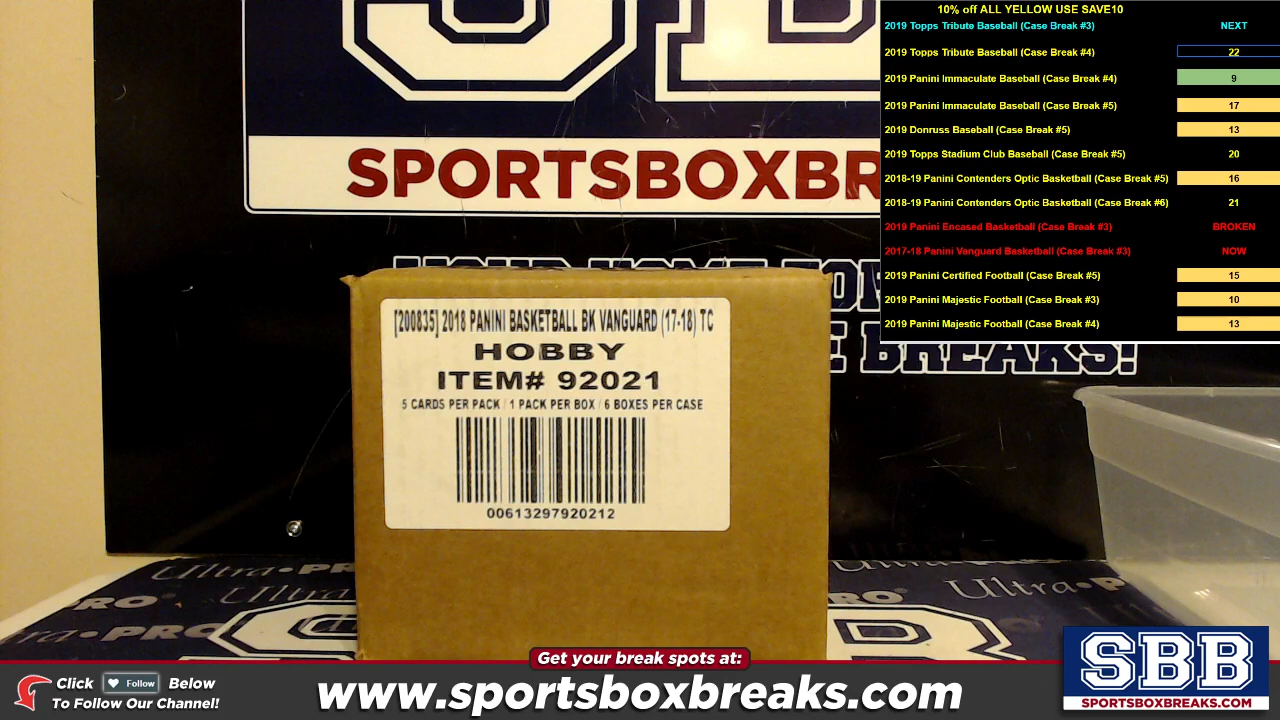 10% off ALL YELLOW USE SAVE10
2019 Topps Tribute Baseball (Case Break #3) NEXT
2019 Topps Tribute Baseball (Case Break #4) 22
2019 Panini Immaculate Baseball (Case Break #4) 9
2019 Panini Immaculate Baseball (Case Break #5) 17
2019 Donruss Baseball (Case Break #5) 13
2019 Topps Stadium Club Baseball (Case Break #5) 20
2018-19 Panini Contenders Optic Basketball (Case Break #5) 16
2018-19 Panini Contenders Optic Basketball (Case Break #6) 21
2019 Panini Encased Basketball (Case Break #3) BROKEN
2017-18 Panini Vanguard Basketball (Case Break #3) NOW
2019 Panini Certified Football (Case Break #5) 15
2019 Panini Majestic Football (Case Break #3) 10
2019 Panini Majestic Football (Case Break #4) 13
SPORTSBOXBR
BREAKS!
[200835] 2018 PANINI BASKETBALL BK VANGUARD (17-18) TC
HOBBY
ITEM# 92021
5 CARDS PER PACK / 1 PACK PER BOX / 6 BOXES PER CASE
00613297920212
Ultra•PRO
Ultra•PRO
Ultra•PRO
Get your break spots at:
Click Follow Below
To Follow Our Channel!
www.sportsboxbreaks.com
SBB
SPORTSBOXBREAKS.COM